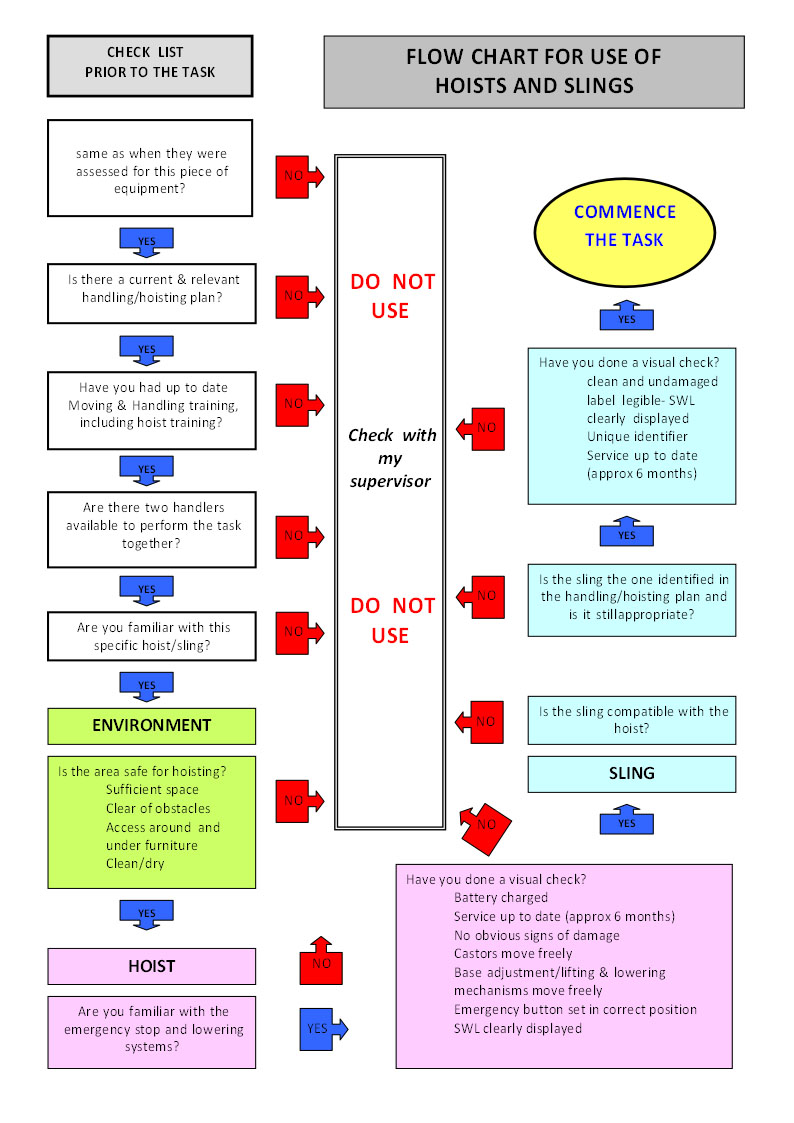 CHECK LIST
PRIOR TO THE TASK
FLOW CHART FOR USE OF
HOISTS AND SLINGS
same as when they were
assessed for this piece of
equipment?
NO
YES
Is there a current & relevant
handling/hoisting plan?
NO
YES
Have you had up to date
Moving & Handling training,
including hoist training?
NO
YES
Are there two handlers
available to perform the task
together?
NO
YES
Are you familiar with this
specific hoist/sling?
NO
YES
ENVIRONMENT
Is the area safe for hoisting?
Sufficient space
Clear of obstacles
Access around and
under furniture
Clean/dry
NO
YES
HOIST
NO
Are you familiar with the
emergency stop and lowering
systems?
YES
DO NOT
USE
Check with
my
supervisor
DO NOT
USE
COMMENCE
THE TASK
YES
Have you done a visual check?
clean and undamaged
label legible- SWL
clearly displayed
Unique identifier
Service up to date
(approx 6 months)
NO
YES
Is the sling the one identified in
the handling/hoisting plan and
is it stillappropriate?
NO
Is the sling compatible with the
hoist?
NO
SLING
YES
NO
Have you done a visual check?
Battery charged
Service up to date (approx 6 months)
No obvious signs of damage
Castors move freely
Base adjustment/lifting & lowering
mechanisms move freely
Emergency button set in correct position
SWL clearly displayed